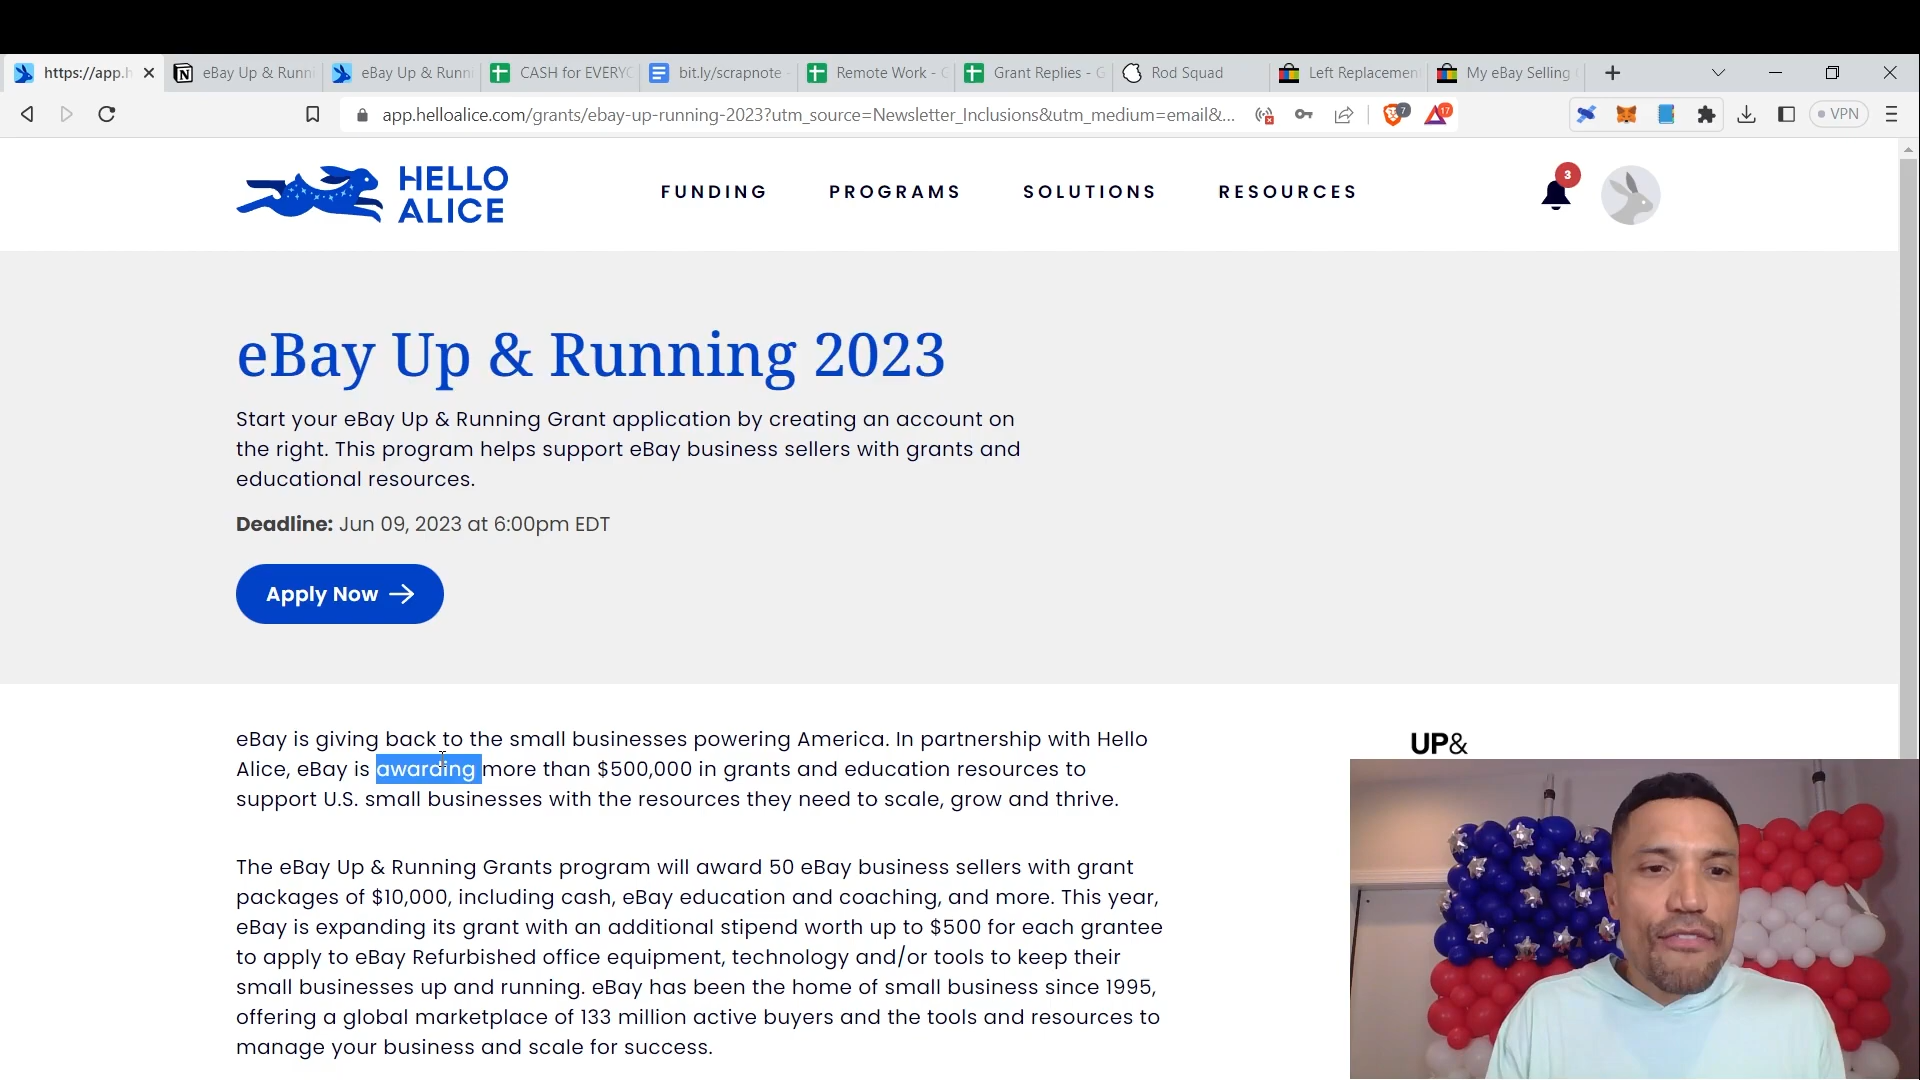 https://app.h
eBay Up & Runni
eBay Up & Runni
CASH for EVERYO
bit.ly/scrapnote -
Remote Work - G
Grant Replies - G
Rod Squad
Left Replacement
My eBay Selling
app.helloalice.com/grants/ebay-up-running-2023?utm_source=Newsletter_Inclusions&utm_medium=email&...
7
17
VPN
HELLO
ALICE
FUNDING
PROGRAMS
SOLUTIONS
RESOURCES
3
eBay Up & Running 2023
Start your eBay Up & Running Grant application by creating an account on
the right. This program helps support eBay business sellers with grants and
educational resources.
Deadline: Jun 09, 2023 at 6:00pm EDT
Apply Now
eBay is giving back to the small businesses powering America. In partnership with Hello
Alice, eBay is awarding more than $500,000 in grants and education resources to
support U.S. small businesses with the resources they need to scale, grow and thrive.
UP&
The eBay Up & Running Grants program will award 50 eBay business sellers with grant
packages of $10,000, including cash, eBay education and coaching, and more. This year,
eBay is expanding its grant with an additional stipend worth up to $500 for each grantee
to apply to eBay Refurbished office equipment, technology and/or tools to keep their
small businesses up and running. eBay has been the home of small business since 1995,
offering a global marketplace of 133 million active buyers and the tools and resources to
manage your business and scale for success.